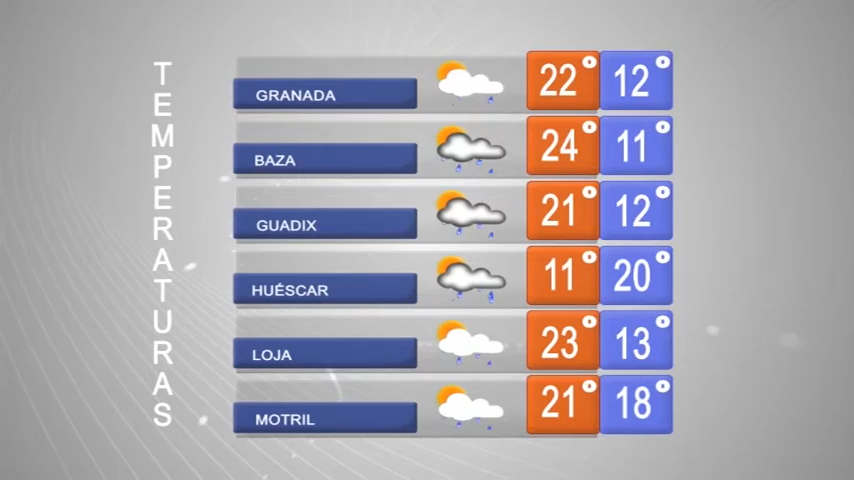 TEMPERATURAS
GRANADA 22° 12°
BAZA 24° 11°
GUADIX 21° 12°
HUÉSCAR 11° 20°
LOJA 23° 13°
MOTRIL 21° 18°